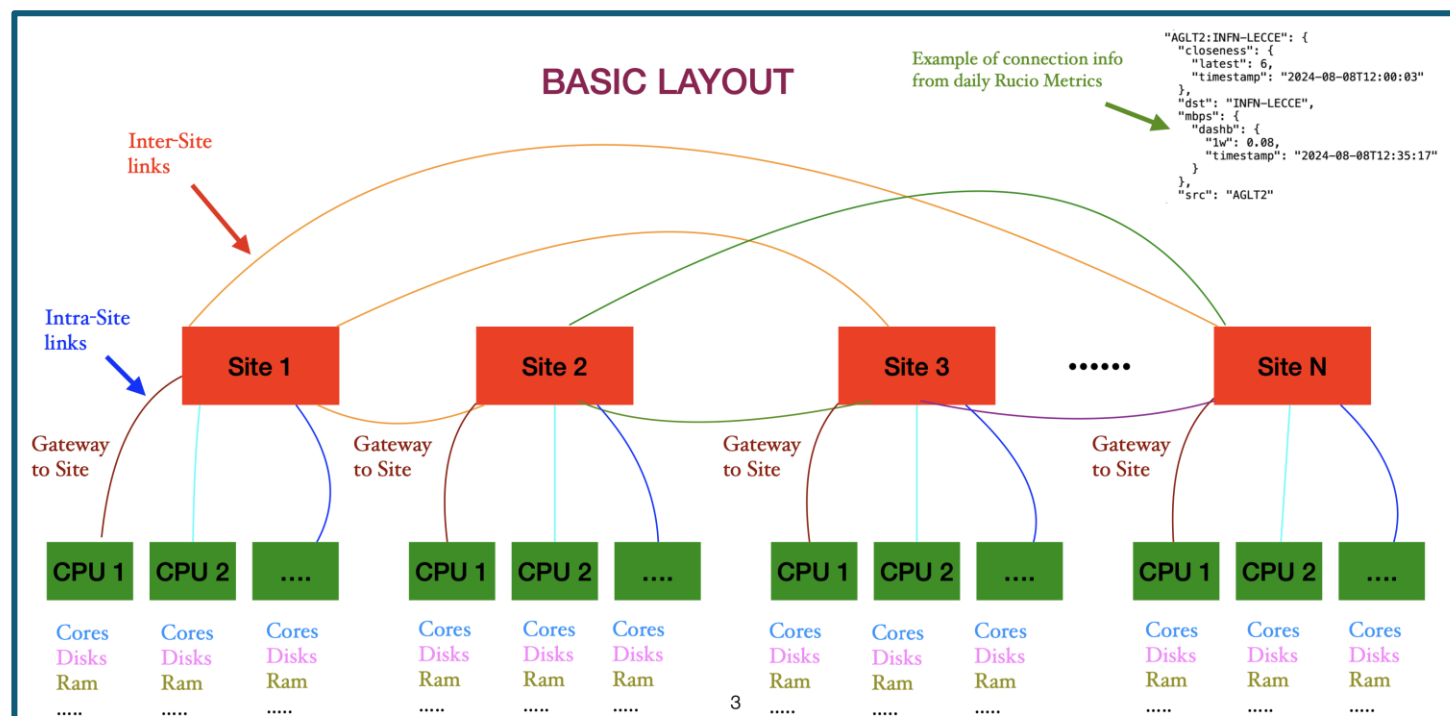 BASIC LAYOUT
Example of connection info
from daily Rucio Metrics
"AGLT2:INFN-LECCE": {
"closeness": {
"latest": 6,
"timestamp": "2024-08-08T12:00:03"
},
"dst": "INFN-LECCE",
"mbps": {
"dashb": {
"1w": 0.08,
"timestamp": "2024-08-08T12:35:17"
}
},
"src": "AGLT2"
Inter-Site
links
Intra-Site
links
Site 1
Site 2
Site 3
......
Site N
Gateway
to Site
Gateway
to Site
Gateway
to Site
Gateway
to Site
CPU 1
CPU 2
....
CPU 1
CPU 2
....
CPU 1
CPU 2
....
CPU 1
CPU 2
....
Cores
Disks
Ram
.....
Cores
Disks
Ram
.....
Cores
Disks
Ram
.....
Cores
Disks
Ram
.....
Cores
Disks
Ram
.....
Cores
Disks
Ram
.....
Cores
Disks
Ram
.....
Cores
Disks
Ram
.....
Cores
Disks
Ram
.....
Cores
Disks
Ram
.....
Cores
Disks
Ram
.....
Cores
Disks
Ram
.....
3